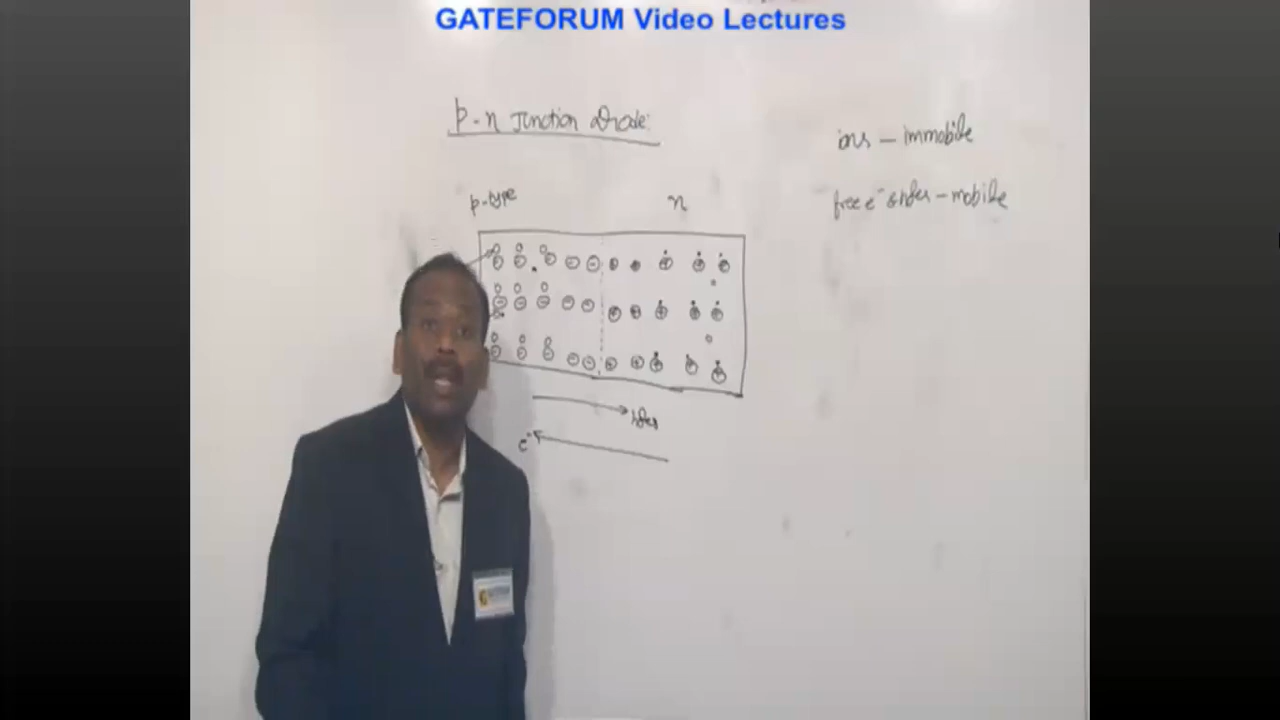 GATEFORUM Video Lectures
p-n Junction diode:
ions - immobile
p-type
n
free e⁻ & holes - mobile
holes
e⁻